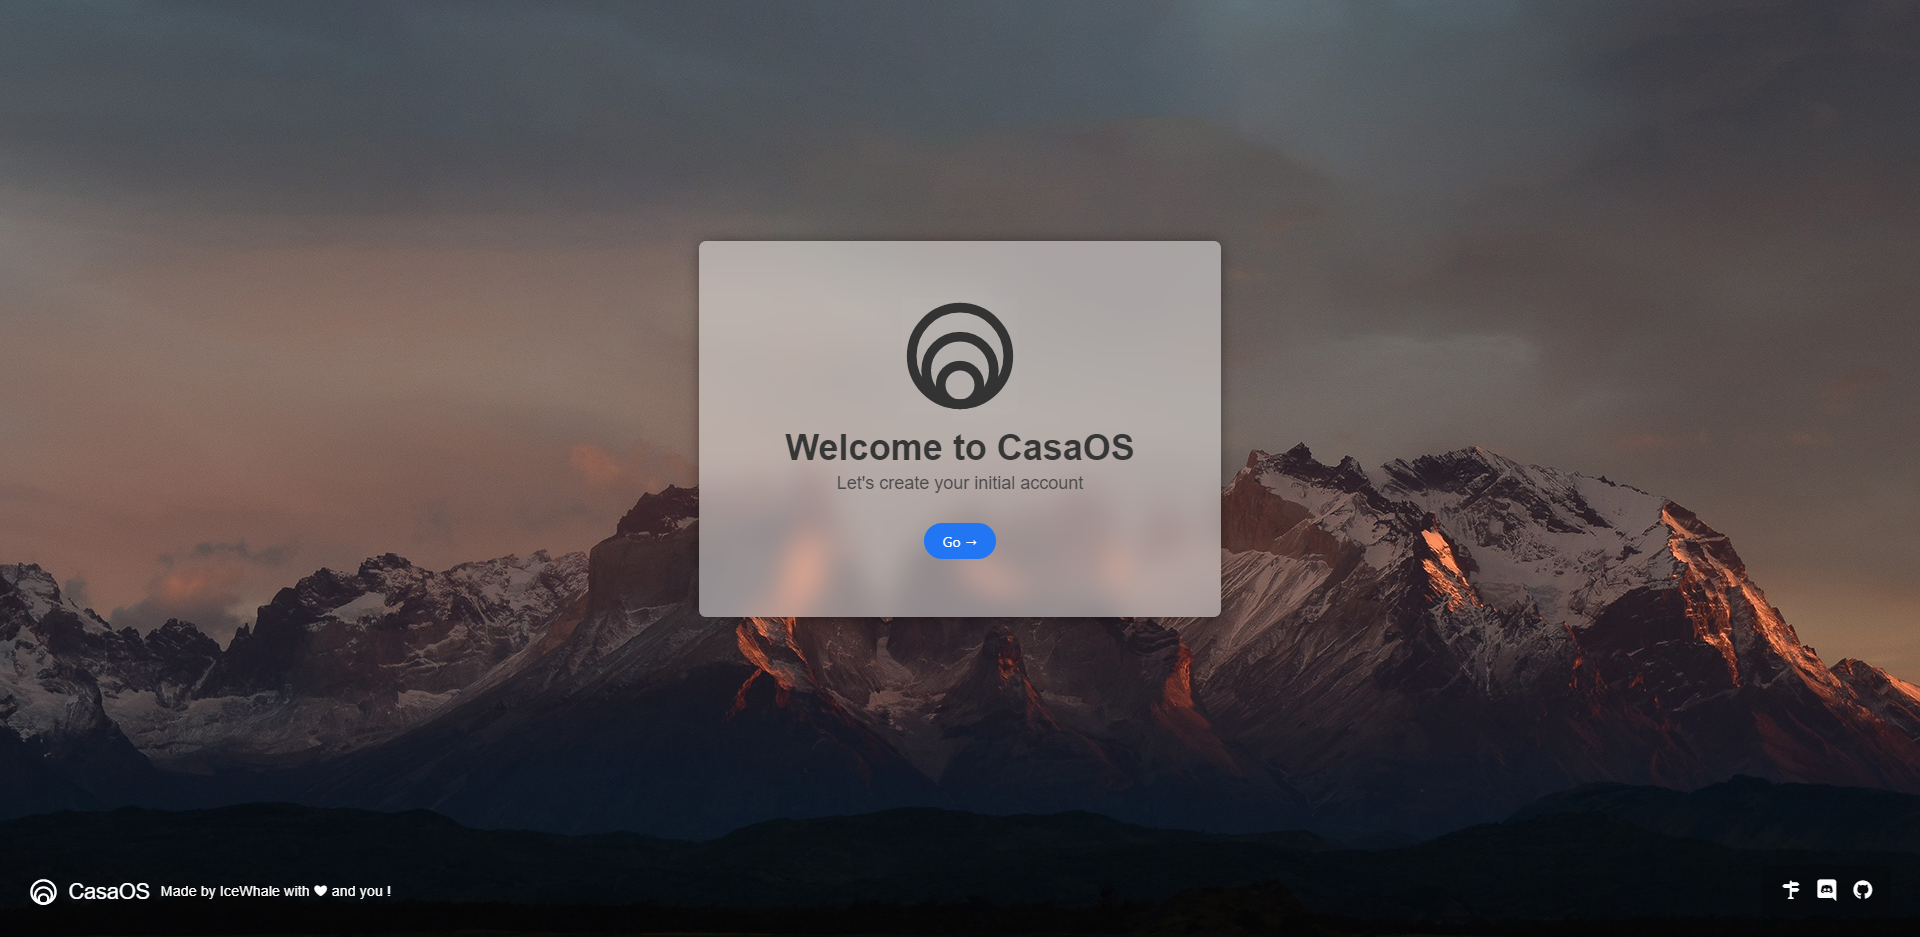 Welcome to CasaOS
Let's create your initial account
Go →
CasaOS Made by IceWhale with ♥ and you !